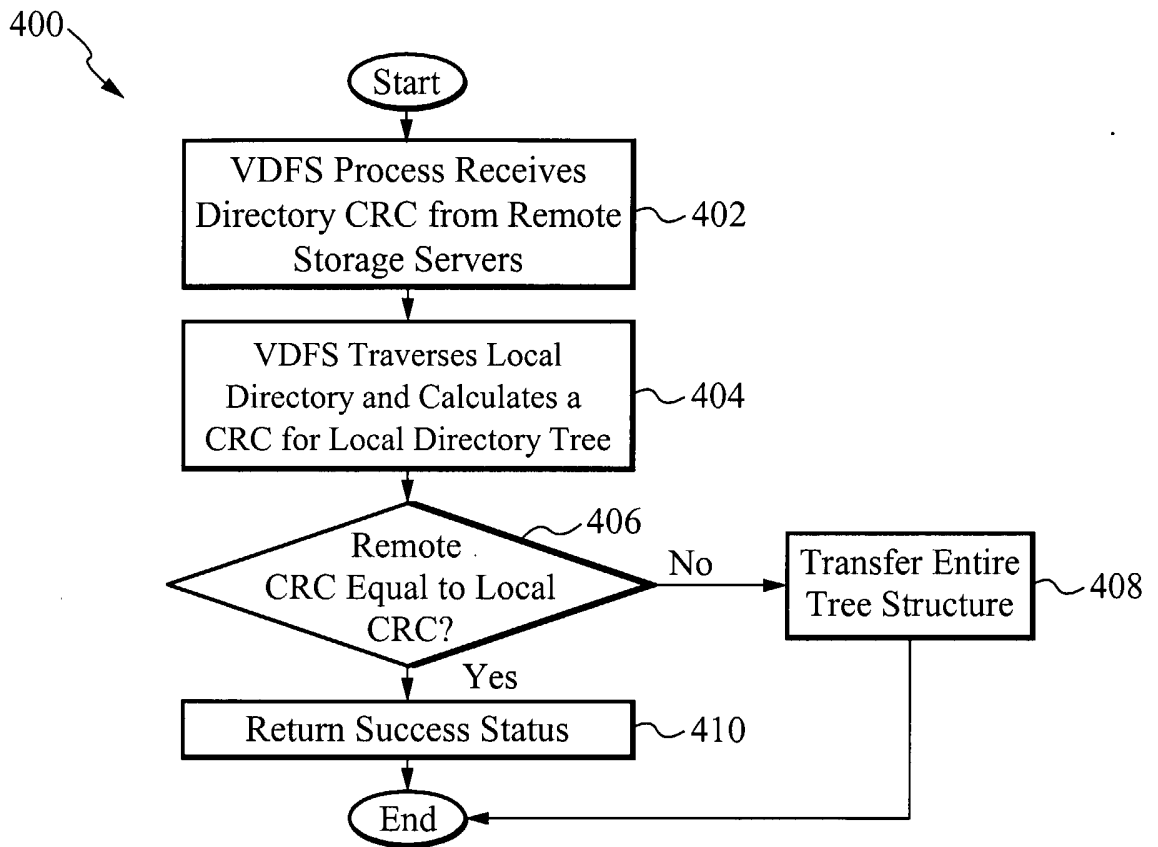 400
Start
VDFS Process Receives
Directory CRC from Remote
Storage Servers
402
VDFS Traverses Local
Directory and Calculates a
CRC for Local Directory Tree
404
406
Remote
CRC Equal to Local
CRC?
No
Transfer Entire
Tree Structure
408
Yes
Return Success Status
410
End